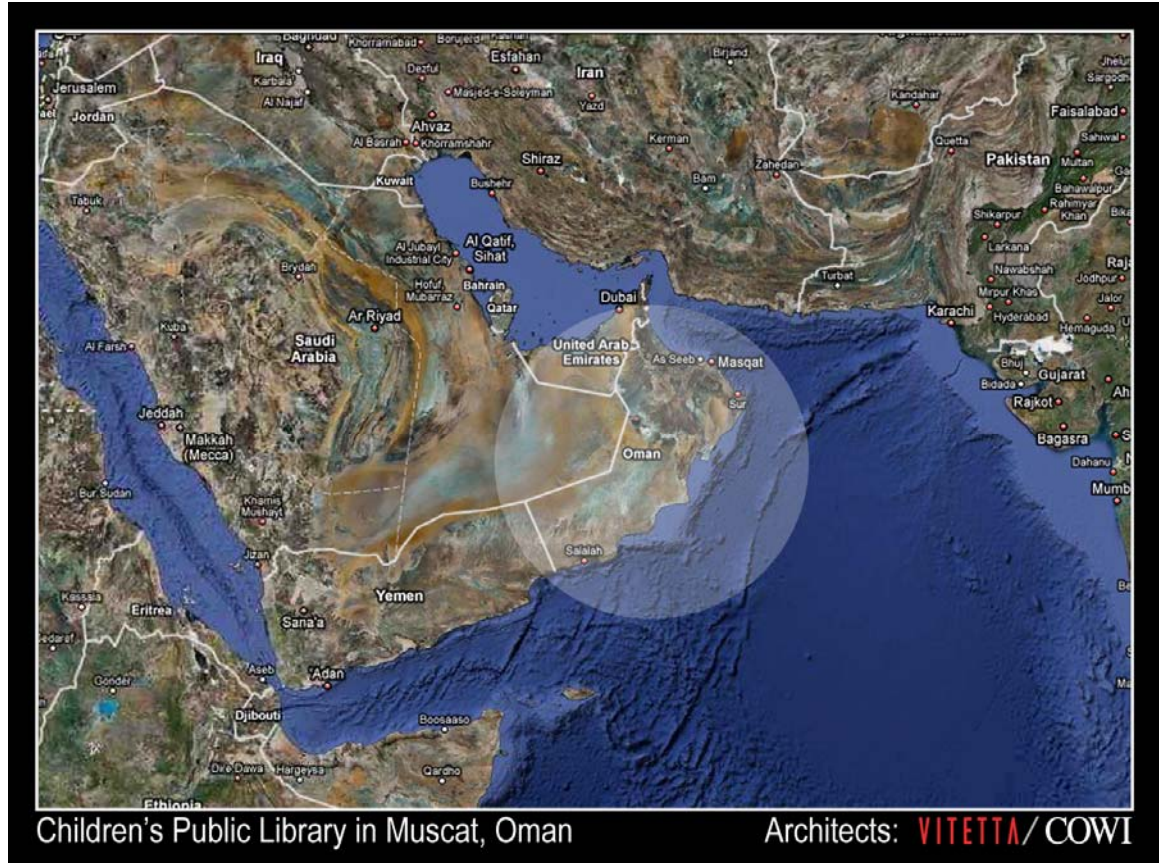 Baghdad
Khorramabad
Borujerd
Iraq
Esfahan
Birjand
Jerusalem
Karbala
Dezful
Iran
Kandahar
Sargodha
Al Najaf
Masjed-e-Soleyman
Yazd
Faisalabad
Jordan
Ahvaz
Al Basrah
Khorramshahr
Kerman
Quetta
Sahiwal
Shiraz
Zahedan
Pakistan
Multan
Kuwait
Bushehr
Bam
Bahawalpur
Tabuk
Rahimyar
Khan
Shikarpur
Al Jubayl
Industrial City
Al Qatif,
Sihat
Larkana
Brydah
Turbat
Nawabshah
Jodhpur
Hofuf,
Mubarraz
Bahrain
Qatar
Dubai
Mirpur Khas
Jalor
Ar Riyad
Karachi
Hyderabad
Hemaguda
Kuba
Saudi
Arabia
Al Farsh
United Arab
Emirates
As Seeb
Masqat
Bhuj
Gujarat
Bidada
Sur
Rajkot
Jeddah
Makkah
(Mecca)
Bagasra
Oman
Dahanu
Bur Sudan
Mumb
Khamis
Mushayt
Salalah
Jizan
Yemen
Kassala
Eritrea
Sana'a
Gedaref
Aseb
'Adan
Gonder
Djibouti
Boosaaso
Dire Dawa
Hargeysa
Qardho
Ethiopia
Children's Public Library in Muscat, Oman
Architects: VITETTA/COWI